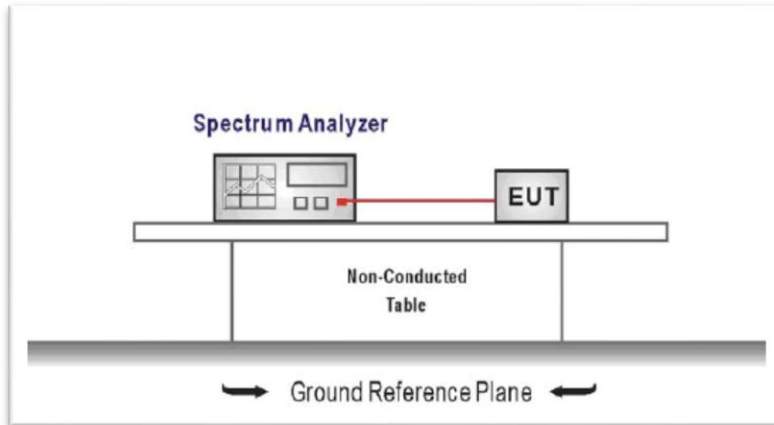 Spectrum Analyzer
EUT
Non-Conducted
Table
Ground Reference Plane